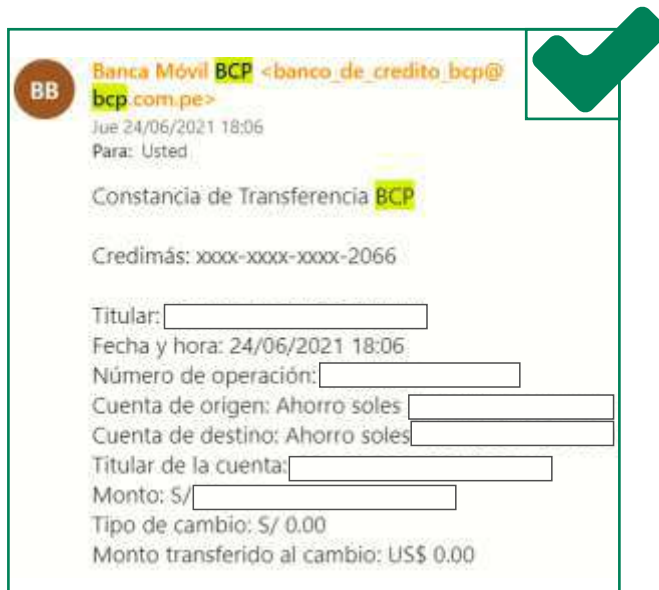 BB
Banca Móvil BCP <banco_de_credito_bcp@
bcp.com.pe>
Jue 24/06/2021 18:06
Para: Usted
Constancia de Transferencia BCP
Credimás: xxxx-xxxx-xxxx-2066
Titular:
Fecha y hora: 24/06/2021 18:06
Número de operación:
Cuenta de origen: Ahorro soles
Cuenta de destino: Ahorro soles
Titular de la cuenta:
Monto: S/
Tipo de cambio: S/ 0.00
Monto transferido al cambio: US$ 0.00